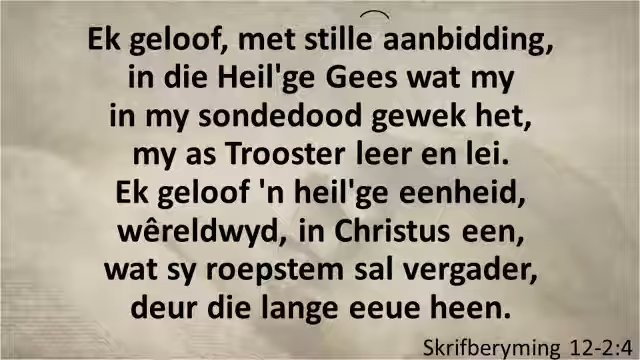 Ek geloof, met stille aanbidding,
in die Heil'ge Gees wat my
in my sondedood gewek het,
my as Trooster leer en lei.
Ek geloof 'n heil'ge eenheid,
wêreldwyd, in Christus een,
wat sy roepstem sal vergader,
deur die lange eeue heen.
Skrifberyming 12-2:4